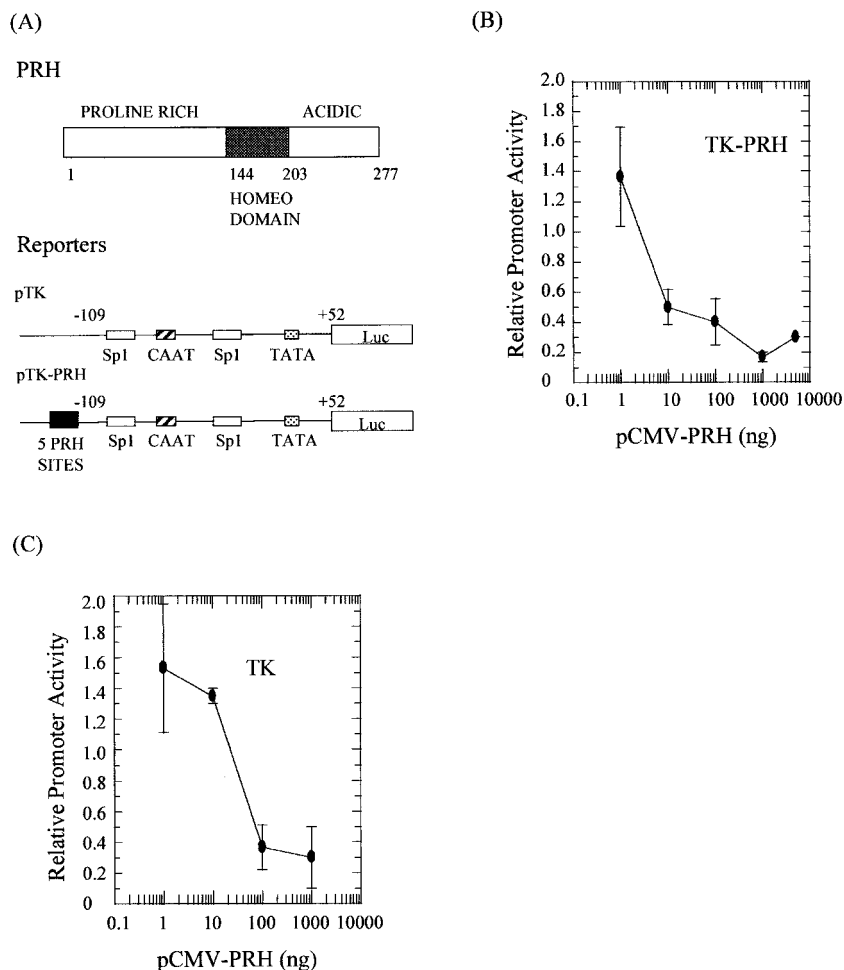 (A)
PRH
PROLINE RICH ACIDIC
1 144 203 277
HOMEO
DOMAIN
Reporters
pTK
-109 +52
Luc
Sp1 CAAT Sp1 TATA
pTK-PRH
-109 +52
Luc
5 PRH Sp1 CAAT Sp1 TATA
SITES
(B)
2.0
1.8
1.6
1.4
1.2
1.0
0.8
0.6
0.4
0.2
0
Relative Promoter Activity
TK-PRH
0.1 1 10 100 1000 10000
pCMV-PRH (ng)
(C)
2.0
1.8
1.6
1.4
1.2
1.0
0.8
0.6
0.4
0.2
0
Relative Promoter Activity
TK
0.1 1 10 100 1000 10000
pCMV-PRH (ng)